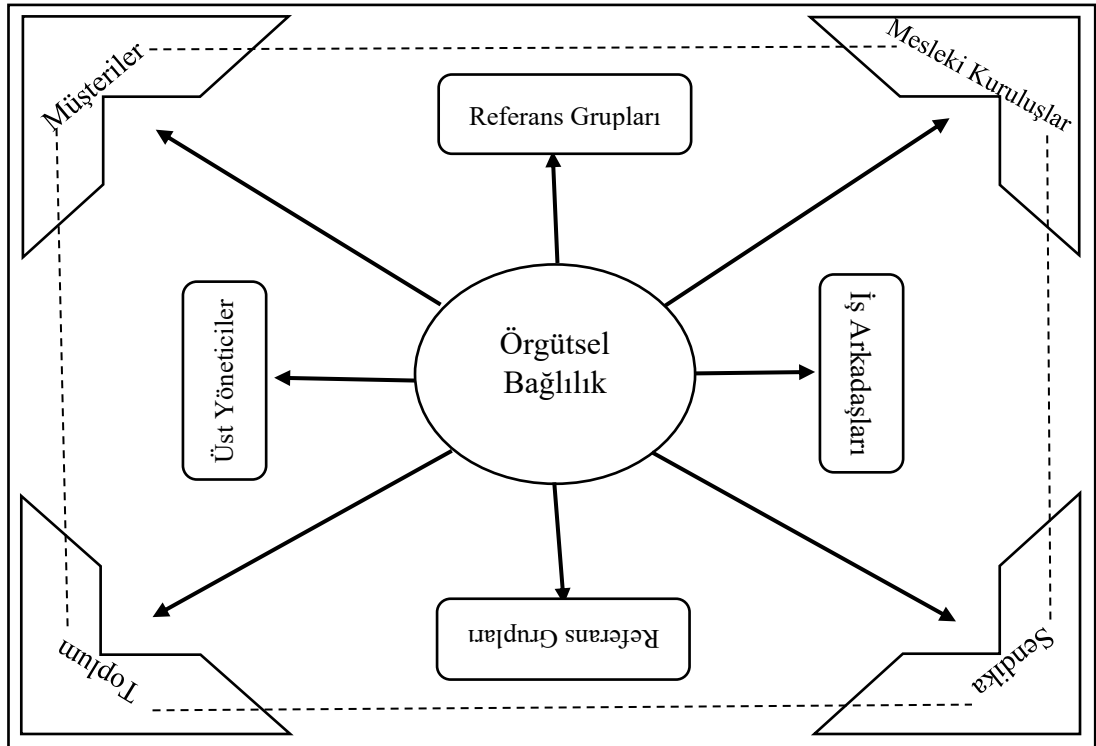 Müşteriler
Mesleki Kuruluşlar
Referans Grupları
Üst Yöneticiler
Örgütsel
Bağlılık
İş Arkadaşları
Referans Grupları
Toplum
Sendika